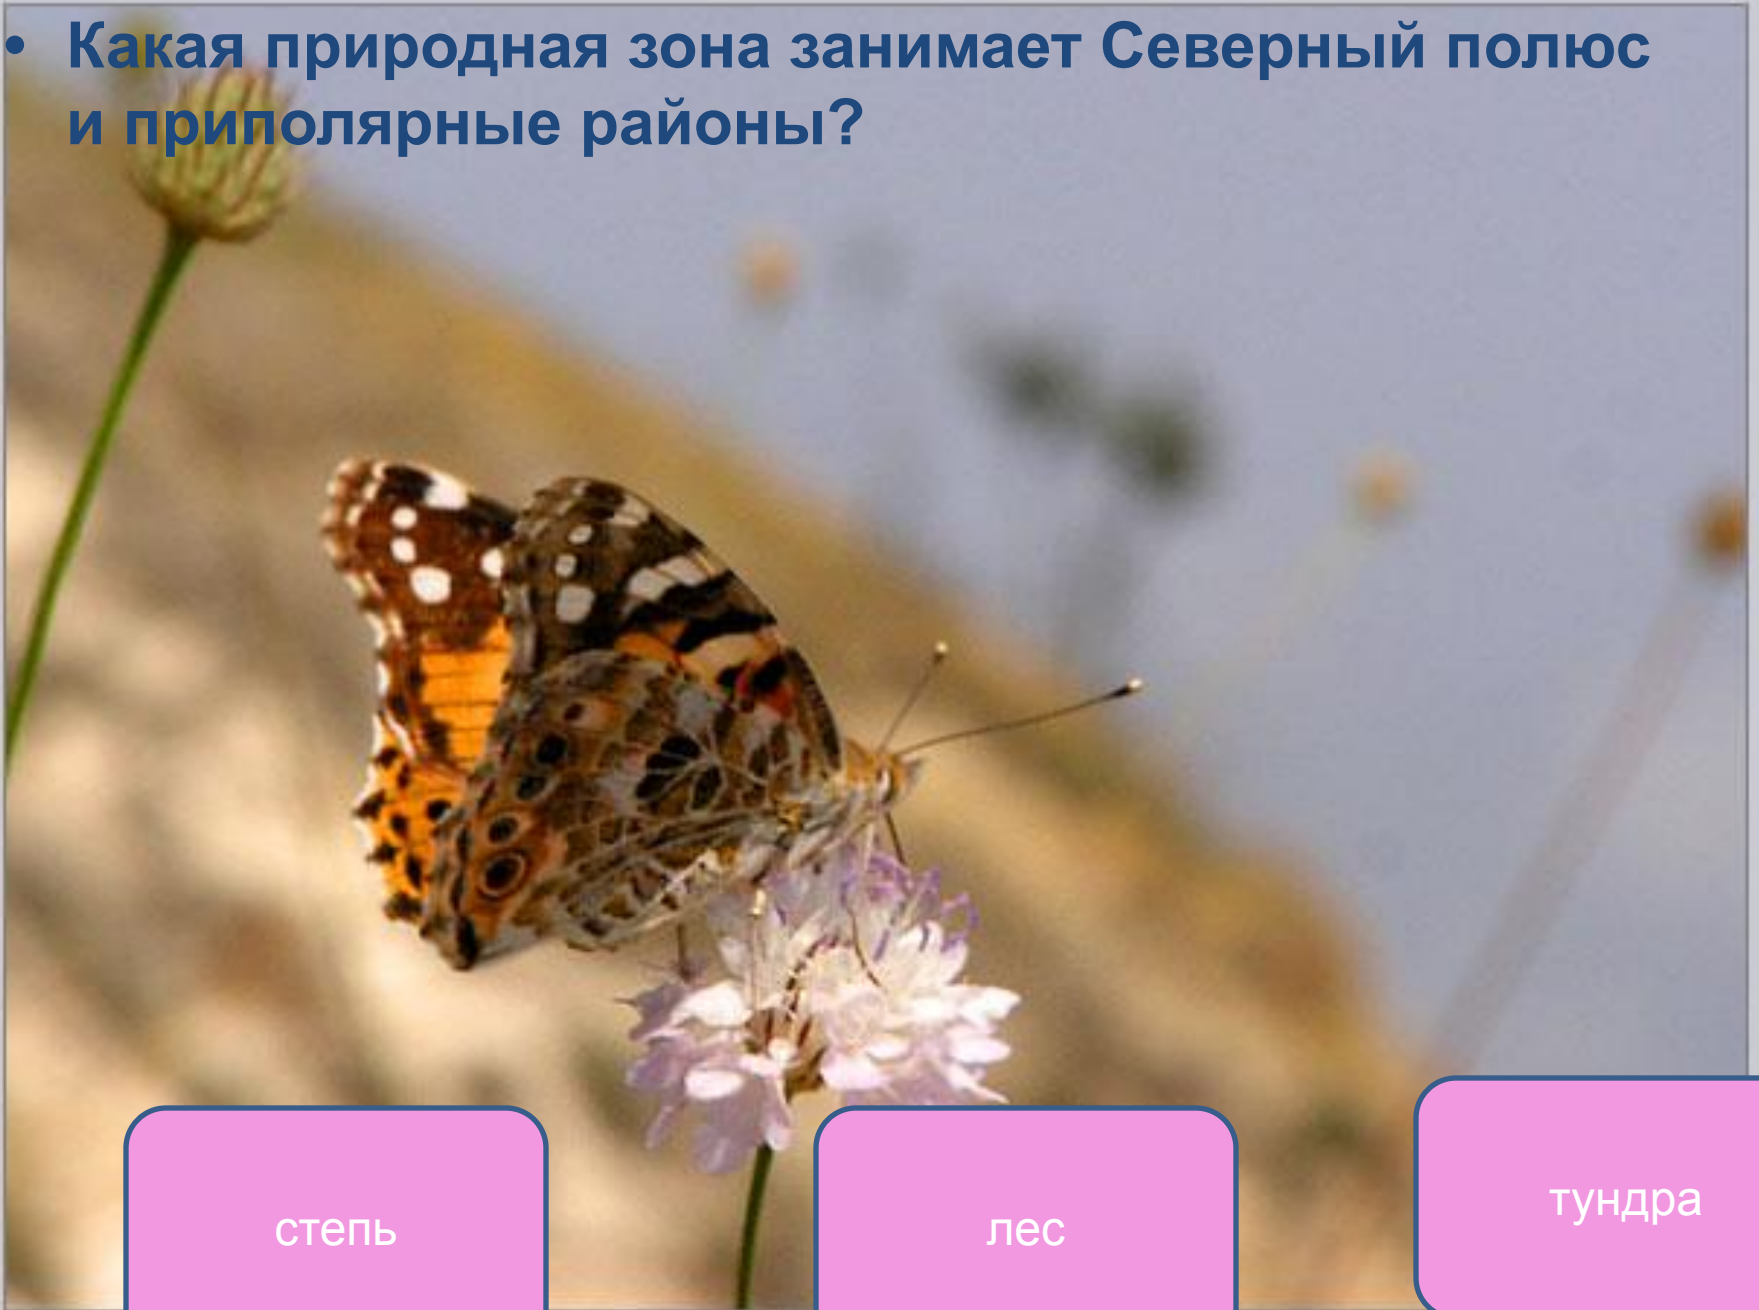 • Какая природная зона занимает Северный полюс
и приполярные районы?
степь
лес
тундра